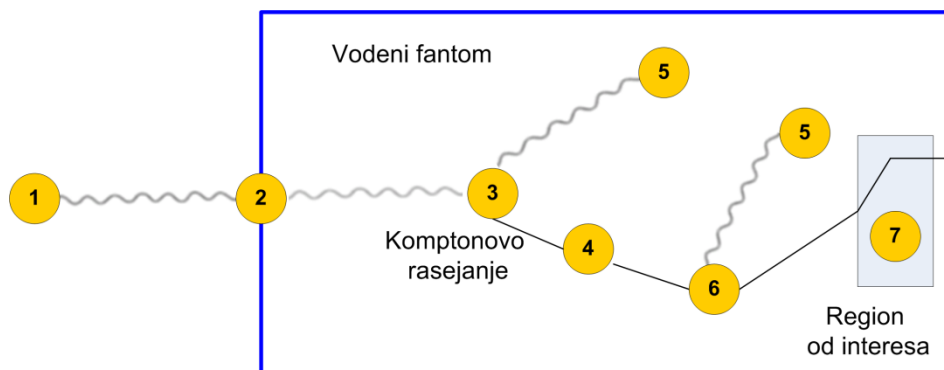 Vodeni fantom
5
5
1
2
3
Komptonovo
rasejanje
4
7
6
Region
od interesa